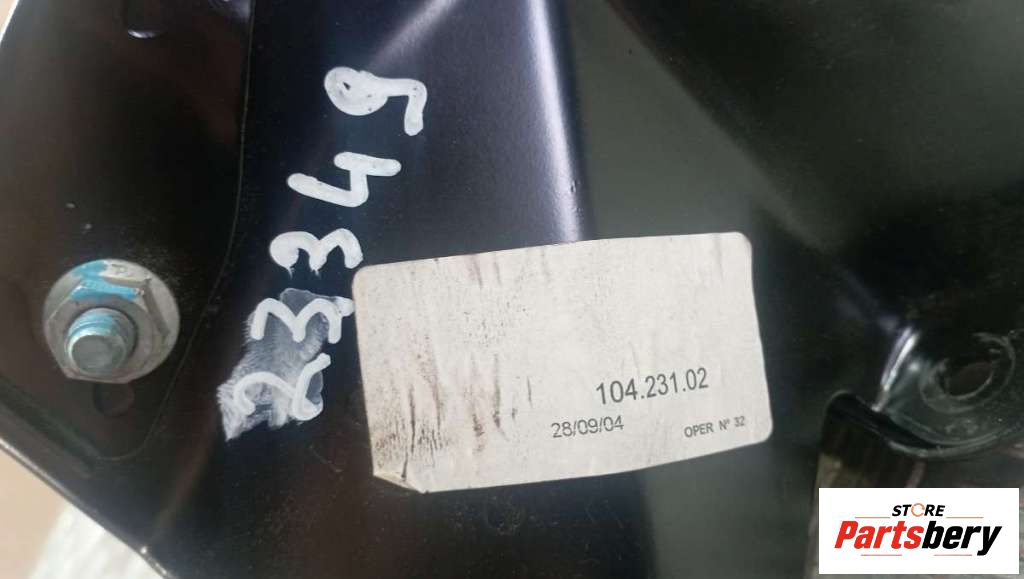 23349
104.231.02
28/09/04 OPER Nº 32
STORE
Partsbery